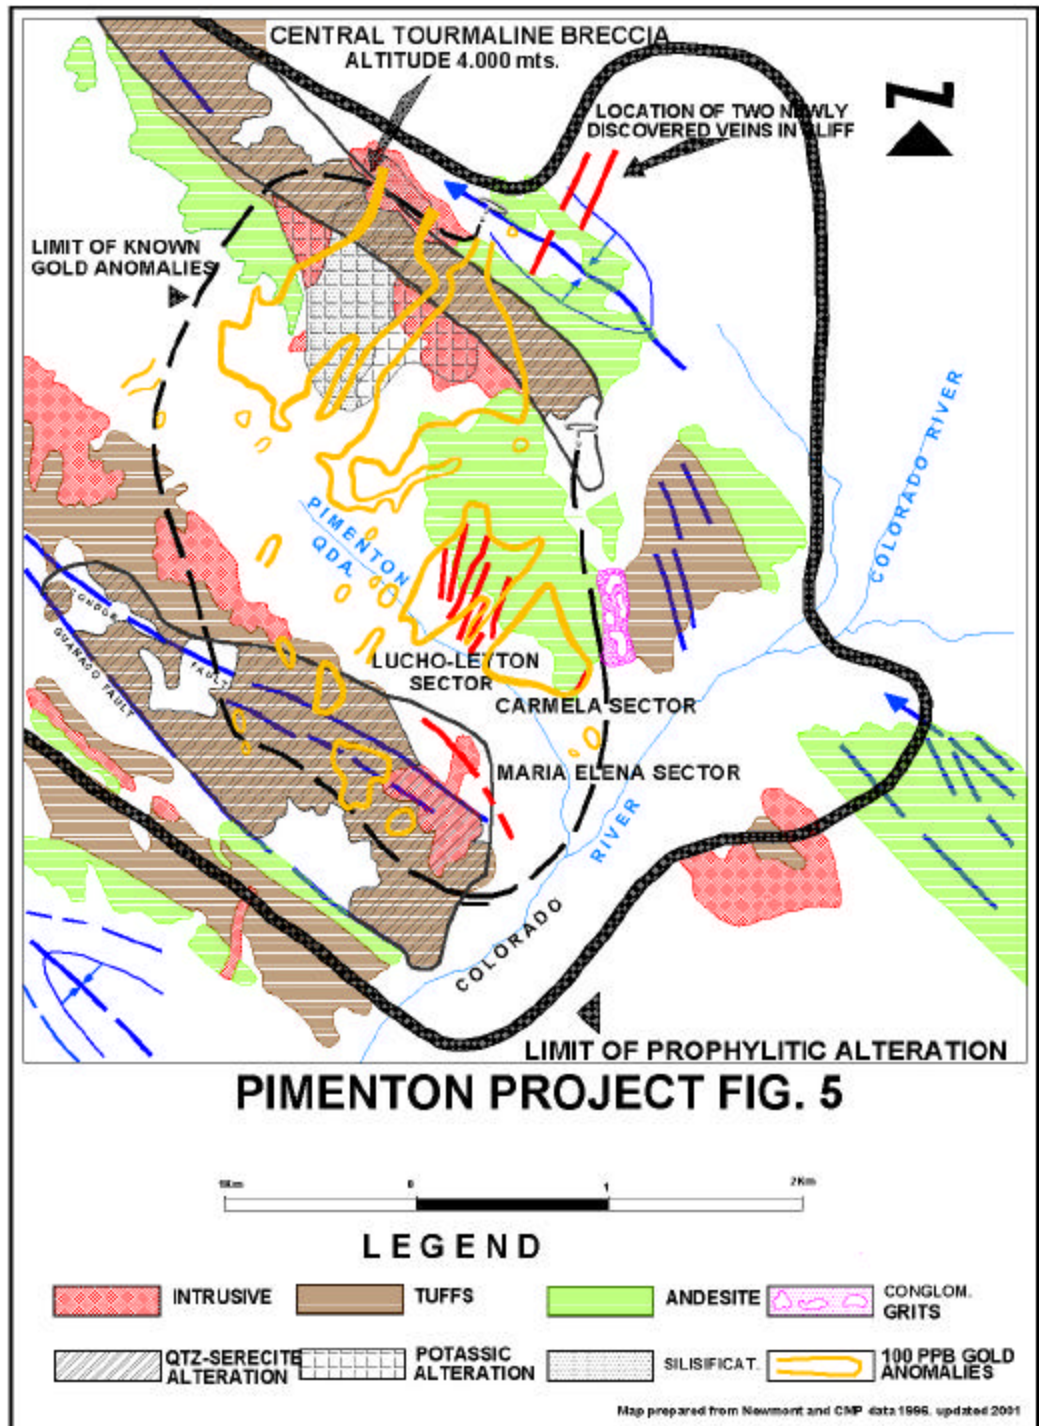 CENTRAL TOURMALINE BRECCIA
ALTITUDE 4.000 mts.
Z
LOCATION OF TWO NEWLY
DISCOVERED VEINS IN CLIFF
LIMIT OF KNOWN
GOLD ANOMALIES
COLORADO RIVER
PIMENTON
QDA.
CONDOR
FAULT
GUANACO FAULT
LUCHO-LEYTON
SECTOR
CARMELA SECTOR
MARIA ELENA SECTOR
RIVER
COLORADO
LIMIT OF PROPHYLITIC ALTERATION
PIMENTON PROJECT FIG. 5
1Km 0 1 2Km
LEGEND
INTRUSIVE
TUFFS
ANDESITE
CONGLOM.
GRITS
QTZ-SERECITE
ALTERATION
POTASSIC
ALTERATION
SILISIFICAT.
100 PPB GOLD
ANOMALIES
Map prepared from Newmont and CMP data 1996. updated 2001